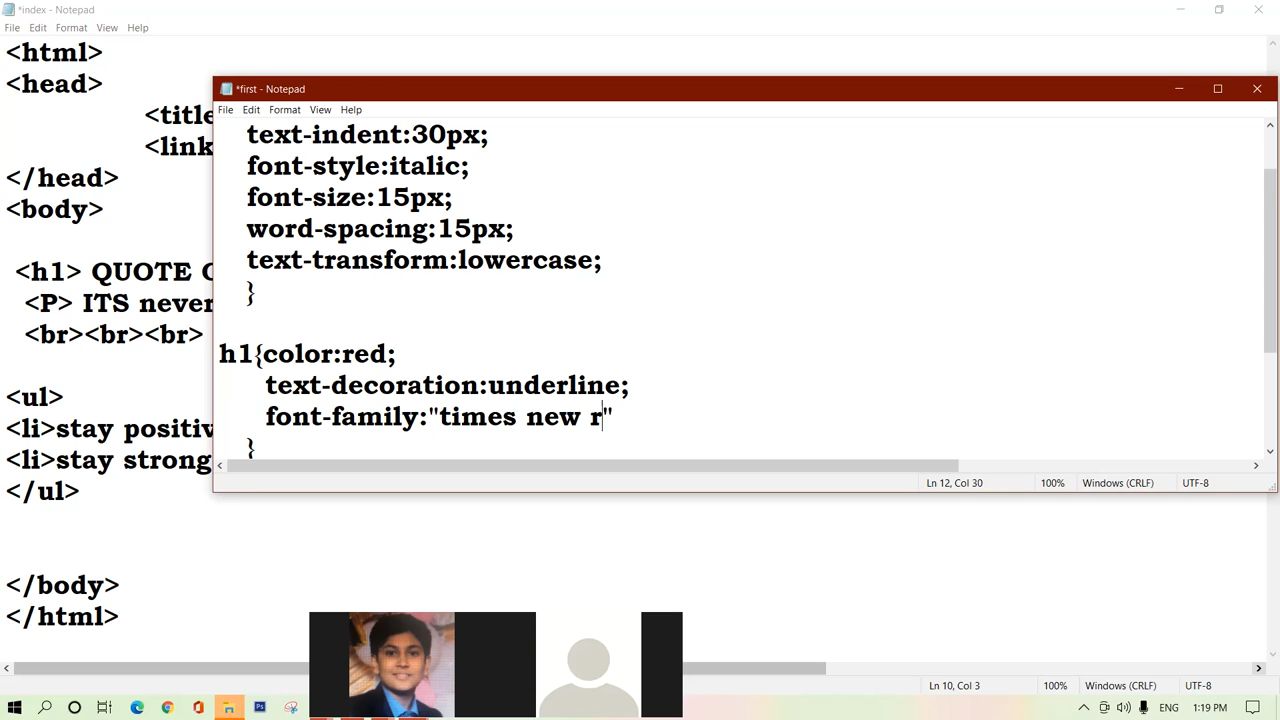 *index - Notepad
File Edit Format View Help
<html>
<head>
<title
<link
</head>
<body>
<h1> QUOTE
<P> ITS never
<br><br><br>
<ul>
<li>stay positiv
<li>stay strong
</ul>
</body>
</html>
*first - Notepad
File Edit Format View Help
text-indent:30px;
font-style:italic;
font-size:15px;
word-spacing:15px;
text-transform:lowercase;
}
h1{color:red;
text-decoration:underline;
font-family:"times new r"
}
Ln 12, Col 30 100% Windows (CRLF) UTF-8
Ln 10, Col 3 100% Windows (CRLF) UTF-8
ENG 1:19 PM